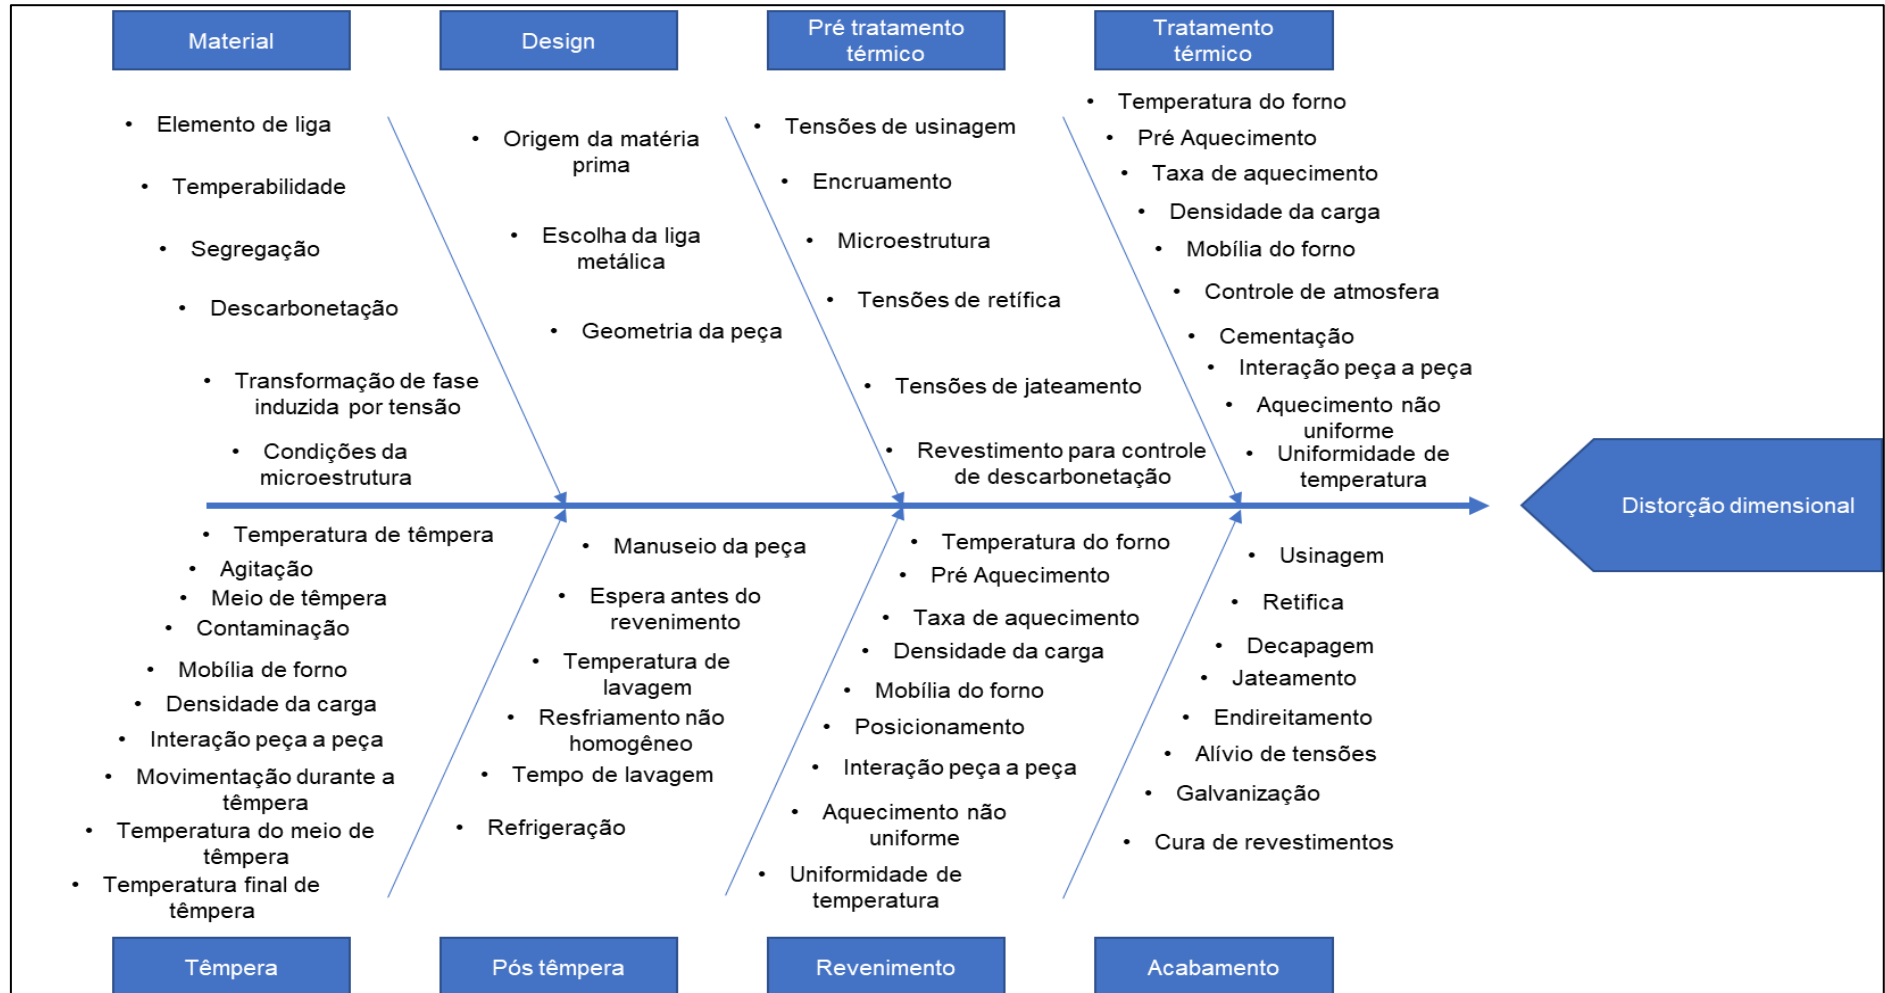 Material
Design
Pré tratamento
térmico
Tratamento
térmico
• Elemento de liga
• Temperabilidade
• Segregação
• Descarbonetação
• Transformação de fase
induzida por tensão
• Condições da
microestrutura
• Origem da matéria
prima
• Escolha da liga
metálica
• Geometria da peça
• Tensões de usinagem
• Encruamento
• Microestrutura
• Tensões de retífica
• Tensões de jateamento
• Revestimento para controle
de descarbonetação
• Temperatura do forno
• Pré Aquecimento
• Taxa de aquecimento
• Densidade da carga
• Mobília do forno
• Controle de atmosfera
• Cementação
• Interação peça a peça
• Aquecimento não
uniforme
• Uniformidade de
temperatura
Distorção dimensional
• Temperatura de têmpera
• Agitação
• Meio de têmpera
• Contaminação
• Mobília de forno
• Densidade da carga
• Interação peça a peça
• Movimentação durante a
têmpera
• Temperatura do meio de
têmpera
• Temperatura final de
têmpera
• Manuseio da peça
• Espera antes do
revenimento
• Temperatura de
lavagem
• Resfriamento não
homogêneo
• Tempo de lavagem
• Refrigeração
• Temperatura do forno
• Pré Aquecimento
• Taxa de aquecimento
• Densidade da carga
• Mobília do forno
• Posicionamento
• Interação peça a peça
• Aquecimento não
uniforme
• Uniformidade de
temperatura
• Usinagem
• Retifica
• Decapagem
• Jateamento
• Endireitamento
• Alívio de tensões
• Galvanização
• Cura de revestimentos
Têmpera
Pós têmpera
Revenimento
Acabamento